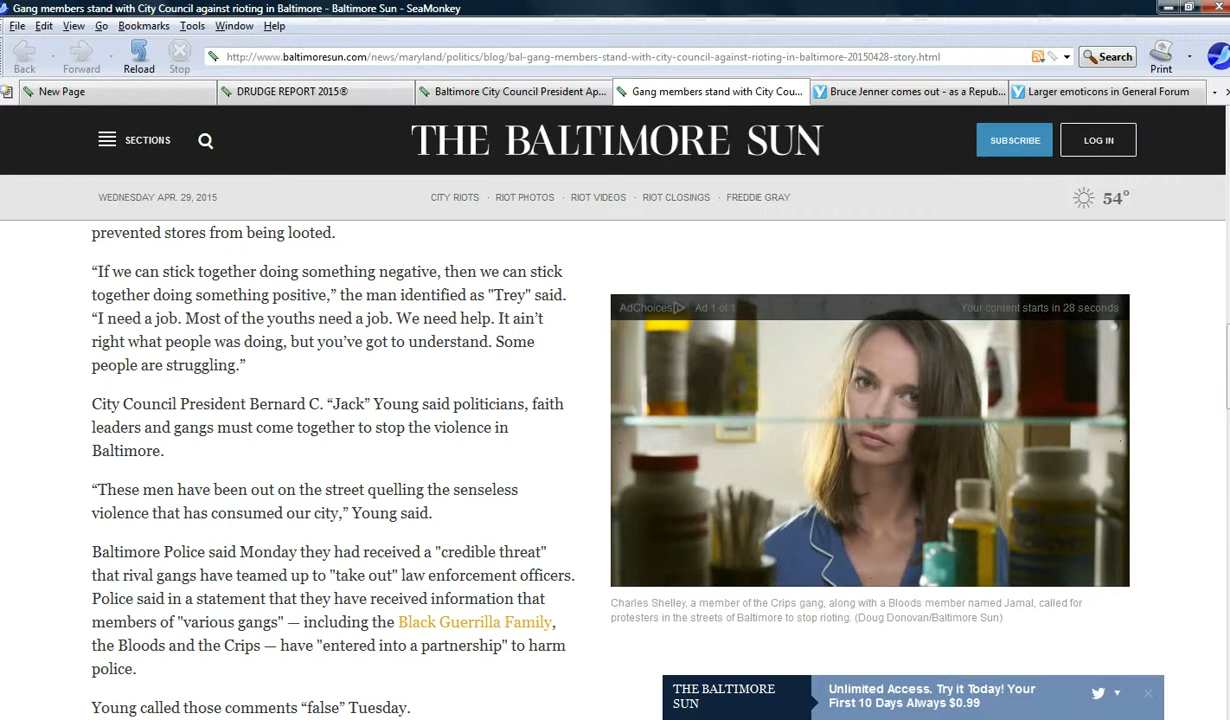 Gang members stand with City Council against rioting in Baltimore - Baltimore Sun - SeaMonkey
File Edit View Go Bookmarks Tools Window Help
Back Forward Reload Stop
http://www.baltimoresun.com/news/maryland/politics/blog/bal-gang-members-stand-with-city-council-against-rioting-in-baltimore-20150428-story.html
Search
Print
New Page
DRUDGE REPORT 2015®
Baltimore City Council President Ap...
Gang members stand with City Cou...
Bruce Jenner comes out - as a Repub...
Larger emoticons in General Forum
SECTIONS
THE BALTIMORE SUN
SUBSCRIBE
LOG IN
WEDNESDAY APR. 29, 2015
CITY RIOTS · RIOT PHOTOS · RIOT VIDEOS · RIOT CLOSINGS · FREDDIE GRAY
54°
prevented stores from being looted.
“If we can stick together doing something negative, then we can stick
together doing something positive,” the man identified as "Trey" said.
“I need a job. Most of the youths need a job. We need help. It ain’t
right what people was doing, but you’ve got to understand. Some
people are struggling.”
City Council President Bernard C. “Jack” Young said politicians, faith
leaders and gangs must come together to stop the violence in
Baltimore.
“These men have been out on the street quelling the senseless
violence that has consumed our city,” Young said.
Baltimore Police said Monday they had received a "credible threat"
that rival gangs have teamed up to "take out" law enforcement officers.
Police said in a statement that they have received information that
members of "various gangs" — including the Black Guerrilla Family,
the Bloods and the Crips — have "entered into a partnership" to harm
police.
Young called those comments “false” Tuesday.
AdChoices
Ad 1 of 1
Your content starts in 28 seconds
Charles Shelley, a member of the Crips gang, along with a Bloods member named Jamal, called for
protesters in the streets of Baltimore to stop rioting. (Doug Donovan/Baltimore Sun)
THE BALTIMORE
SUN
Unlimited Access. Try it Today! Your
First 10 Days Always $0.99